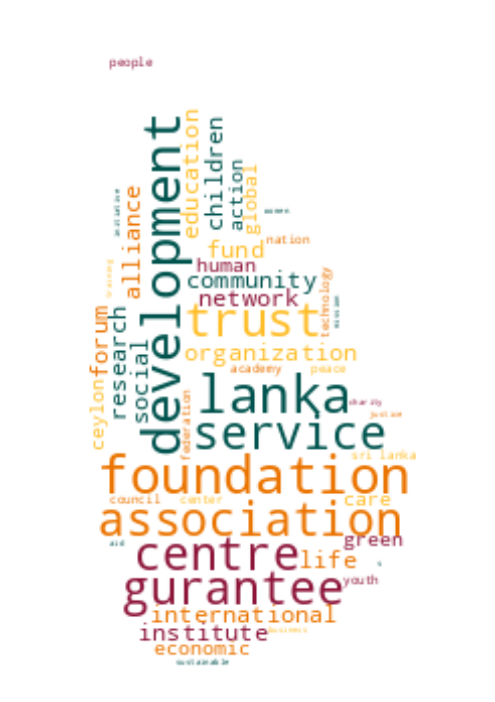 people
development
education
children
action
global
initiative
alliance
women
nation
fund
human
community
network
training
technology
mission
trust
forum
research
social
organization
academy
peace
ceylon
federation
lanka
charity
justice
service
sri lanka
foundation
council
center
care
association
aid
green
centre
life
s
gurantee
youth
international
institute
business
economic
sustainable